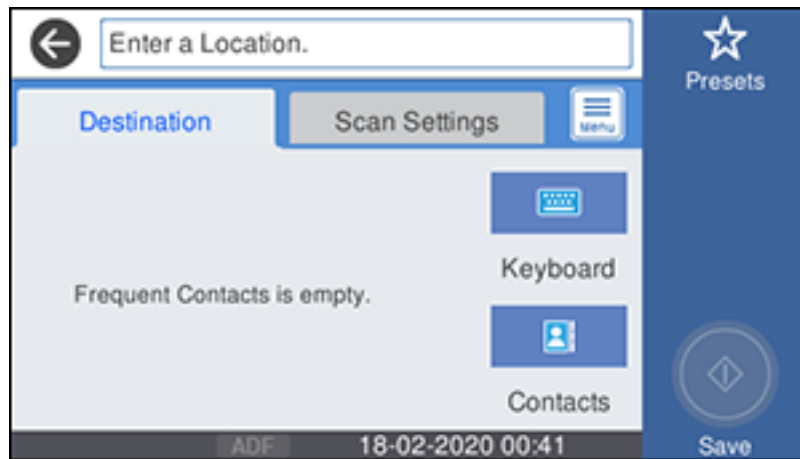 Enter a Location.
Presets
Destination
Scan Settings
Menu
Keyboard
Frequent Contacts is empty.
Contacts
ADF
18-02-2020 00:41
Save